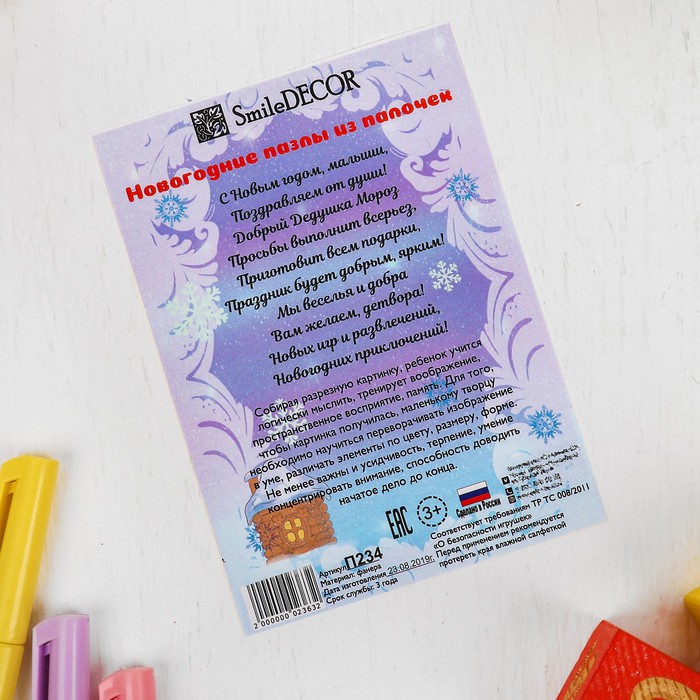 SmileDECOR
Новогодние пазлы из палочек
С Новым годом, малыши,
Поздравляем от души!
Добрый Дедушка Мороз
Просьбы выполнит всерьез,
Приготовит всем подарки,
Праздник будет добрым, ярким!
Мы веселья и добра
Вам желаем, детвора!
Новых игр и развлечений,
Новогодних приключений!
Собирая разрезную картинку, ребенок учится
логически мыслить, тренирует воображение,
пространственное восприятие, память. Для того,
чтобы картинка получилась, маленькому творцу
необходимо научиться переворачивать изображение
в уме, различать элементы по цвету, размеру, форме.
Не менее важны и усидчивость, терпение, умение
концентрировать внимание, способность доводить
начатое дело до конца.
EAC
3+
Сделано в России
Соответствует требованиям ТР ТС 008/2011
«О безопасности игрушек»
Перед применением рекомендуется
протереть края влажной салфеткой
Артикул П234
Материал: фанера
Дата изготовления 23.08.2019г.
Срок службы: 3 года
2 000000 023632